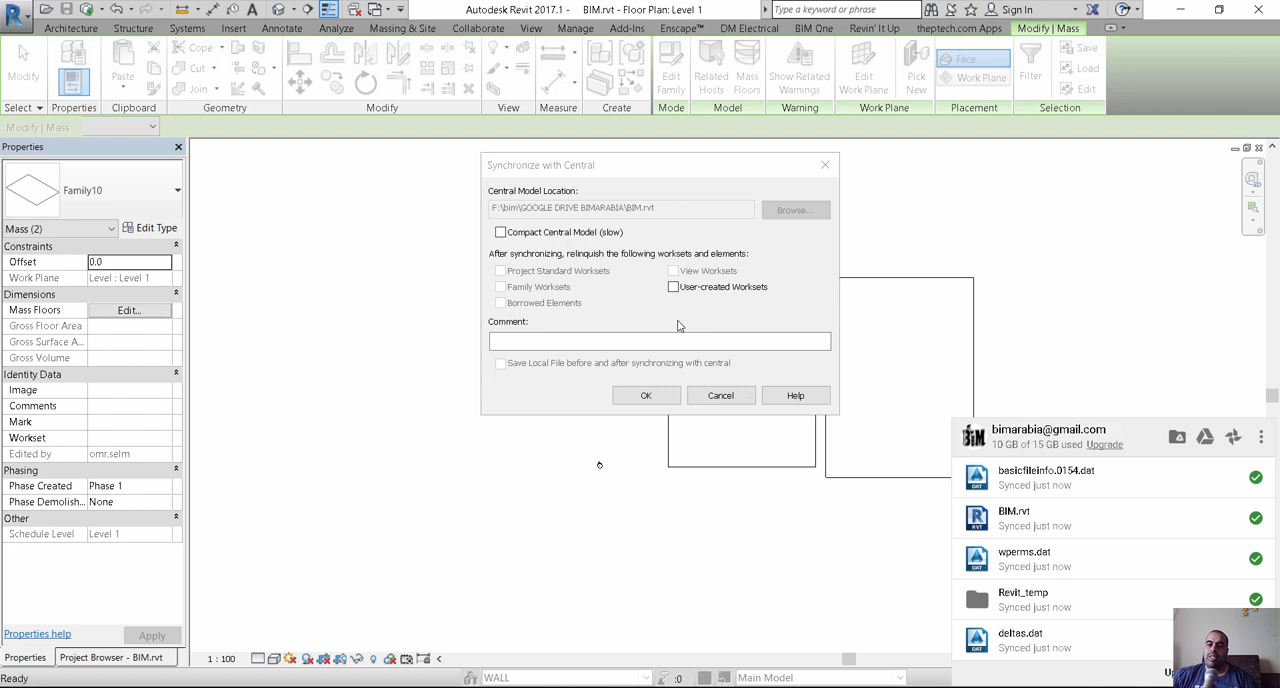 Autodesk Revit 2017.1 - BIM.rvt - Floor Plan: Level 1
Type a keyword or phrase
Sign In
Architecture Structure Systems Insert Annotate Analyze Massing & Site Collaborate View Manage Add-Ins Enscape™ DM Electrical BIM One Revin' It Up theptech.com Apps Modify | Mass
Modify
Paste
Cope
Cut
Join
Edit Family
Related Hosts
Mass Floors
Show Related Warnings
Edit Work Plane
Pick New
Face
Work Plane
Filter
Save
Load
Edit
Select Properties Clipboard Geometry Modify View Measure Create Mode Model Warning Work Plane Placement Selection
Modify | Mass
Properties
Family10
Mass (2)
Edit Type
Constraints
Offset 0.0
Work Plane Level : Level 1
Dimensions
Mass Floors Edit...
Gross Floor Area
Gross Surface A...
Gross Volume
Identity Data
Image
Comments
Mark
Workset
Edited by omr.selm
Phasing
Phase Created Phase 1
Phase Demolish... None
Other
Schedule Level Level 1
Properties help
Apply
Properties Project Browser - BIM.rvt
Synchronize with Central
Central Model Location:
F:\bim\GOOGLE DRIVE BIMARABIA\BIM.rvt
Browse...
Compact Central Model (slow)
After synchronizing, relinquish the following worksets and elements:
Project Standard Worksets
View Worksets
Family Worksets
User-created Worksets
Borrowed Elements
Comment:
Save Local File before and after synchronizing with central
OK Cancel Help
BiM
bimarabia@gmail.com
10 GB of 15 GB used Upgrade
basicfileinfo.0154.dat
Synced just now
BIM.rvt
Synced just now
wperms.dat
Synced just now
Revit_temp
Synced just now
deltas.dat
Synced just now
1 : 100
Ready
WALL
:0
Main Model